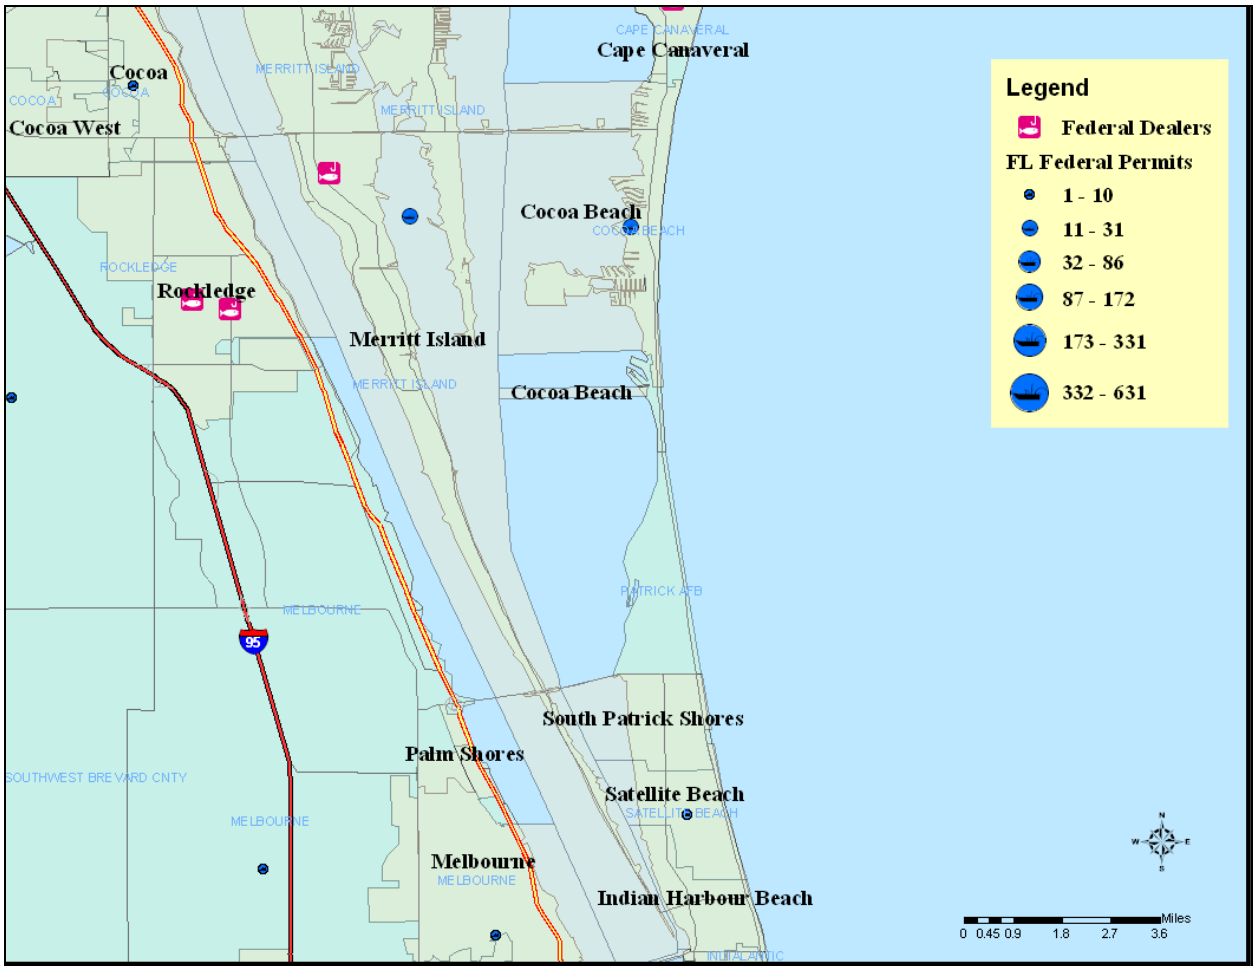 CAPE CANAVERAL
Cape Canaveral
Cocoa
MERRITT ISLAND
COCOA
COCOA
MERRITT ISLAND
Cocoa West
Cocoa Beach
COCOA BEACH
ROCKLEDGE
Rockledge
Merritt Island
MERRITT ISLAND
Cocoa Beach
PATRICK AFB
MELBOURNE
95
South Patrick Shores
Palm Shores
SOUTHWEST BREVARD CNTY
Satellite Beach
SATELLITE BEACH
MELBOURNE
Melbourne
MELBOURNE
Indian Harbour Beach
INDIALANTIC
Legend
Federal Dealers
FL Federal Permits
1 - 10
11 - 31
32 - 86
87 - 172
173 - 331
332 - 631
N
W E
S
Miles
0 0.45 0.9 1.8 2.7 3.6